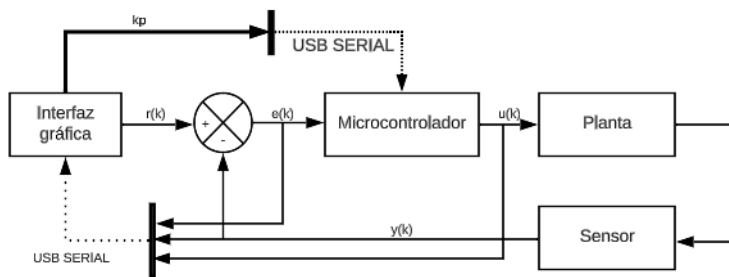 kp
USB SERIAL
Interfaz
gráfica
r(k)
+
-
e(k)
Microcontrolador
u(k)
Planta
USB SERIAL
y(k)
Sensor